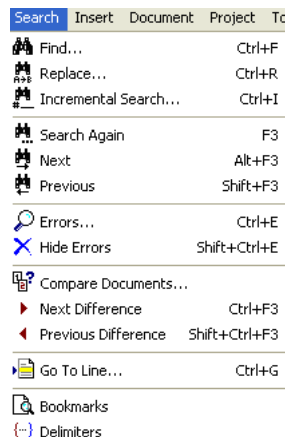 Search Insert Document Project To
Find... Ctrl+F
Replace... Ctrl+R
Incremental Search... Ctrl+I
Search Again F3
Next Alt+F3
Previous Shift+F3
Errors... Ctrl+E
Hide Errors Shift+Ctrl+E
Compare Documents...
Next Difference Ctrl+F3
Previous Difference Shift+Ctrl+F3
Go To Line... Ctrl+G
Bookmarks
Delimiters